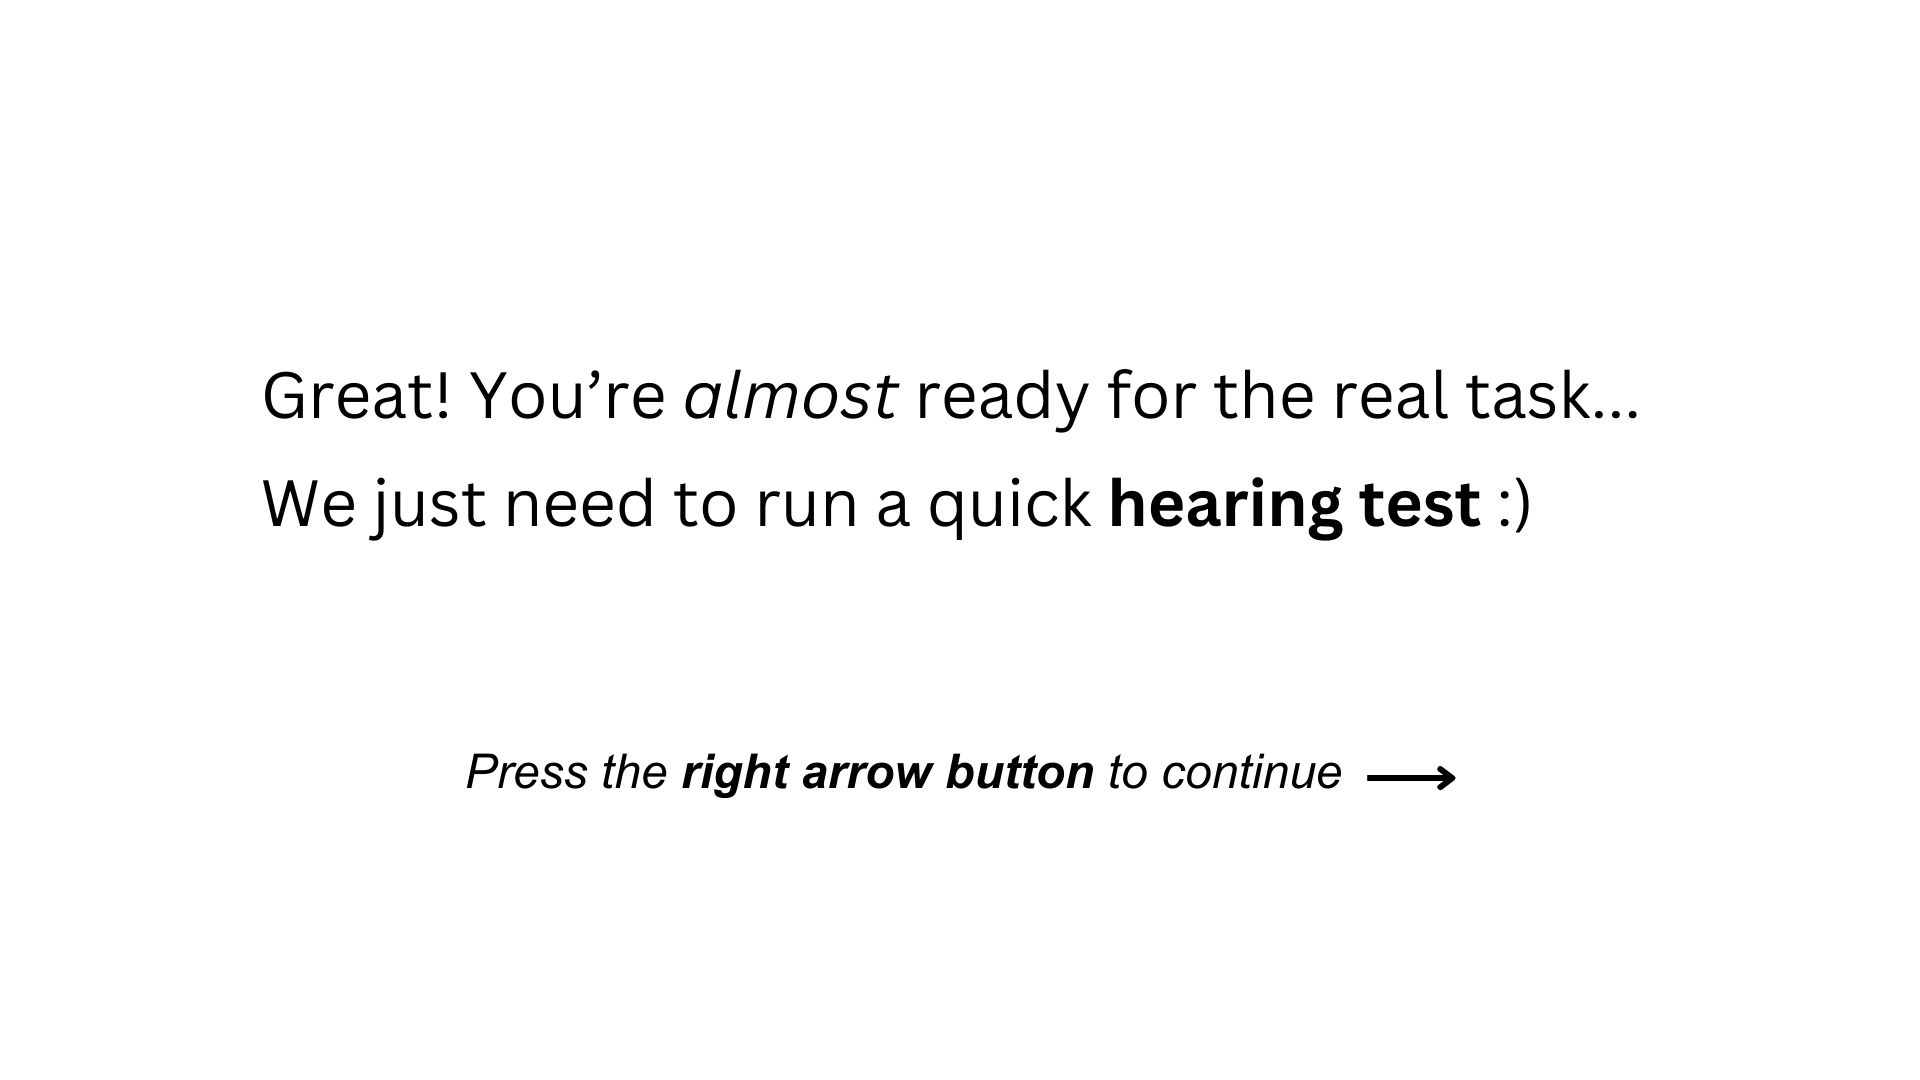 Great! You’re almost ready for the real task...
We just need to run a quick hearing test :)
Press the right arrow button to continue